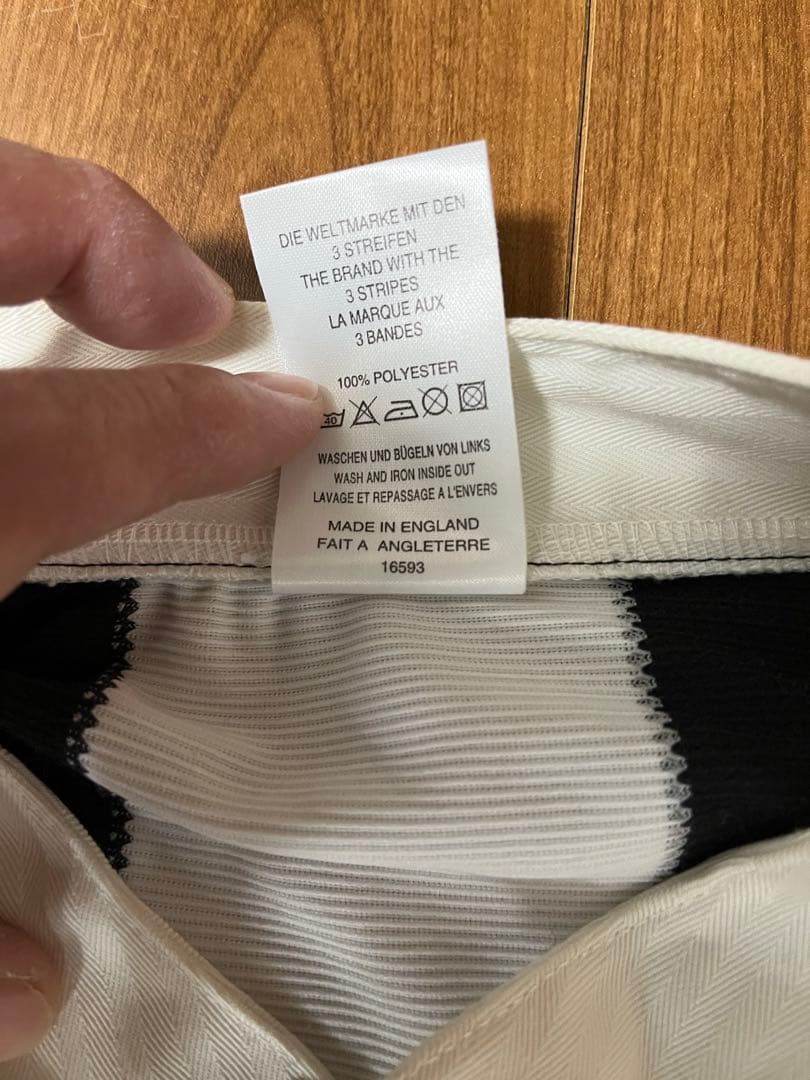 DIE WELTMARKE MIT DEN
3 STREIFEN
THE BRAND WITH THE
3 STRIPES
LA MARQUE AUX
3 BANDES
100% POLYESTER
40
WASCHEN UND BÜGELN VON LINKS
WASH AND IRON INSIDE OUT
LAVAGE ET REPASSAGE A L'ENVERS
MADE IN ENGLAND
FAIT A ANGLETERRE
16593